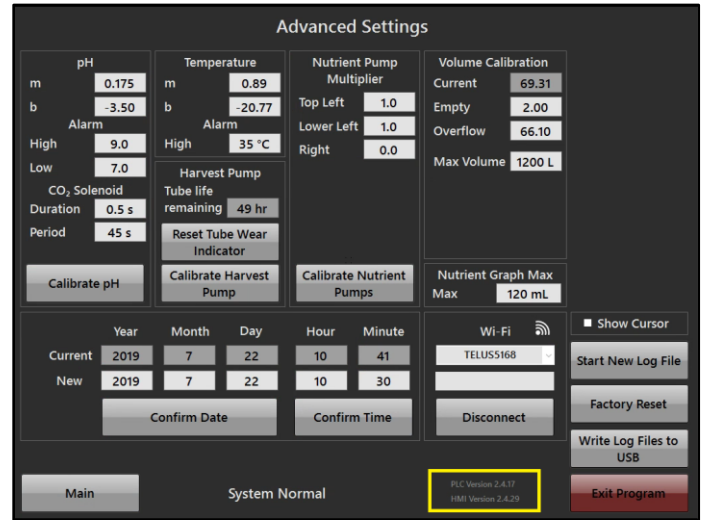 Advanced Settings
pH
m 0.175
b -3.50
Alarm
High 9.0
Low 7.0
CO₂ Solenoid
Duration 0.5 s
Period 45 s
Calibrate pH
Temperature
m 0.89
b -20.77
Alarm
High 35 °C
Harvest Pump
Tube life
remaining 49 hr
Reset Tube Wear
Indicator
Calibrate Harvest
Pump
Nutrient Pump
Multiplier
Top Left 1.0
Lower Left 1.0
Right 0.0
Calibrate Nutrient
Pumps
Volume Calibration
Current 69.31
Empty 2.00
Overflow 66.10
Max Volume 1200 L
Nutrient Graph Max
Max 120 mL
Year Month Day Hour Minute
Current 2019 7 22 10 41
New 2019 7 22 10 30
Confirm Date Confirm Time
Wi-Fi
TELUS5168
Disconnect
Show Cursor
Start New Log File
Factory Reset
Write Log Files to
USB
Main
System Normal
PLC Version 2.4.17
HMI Version 2.4.29
Exit Program